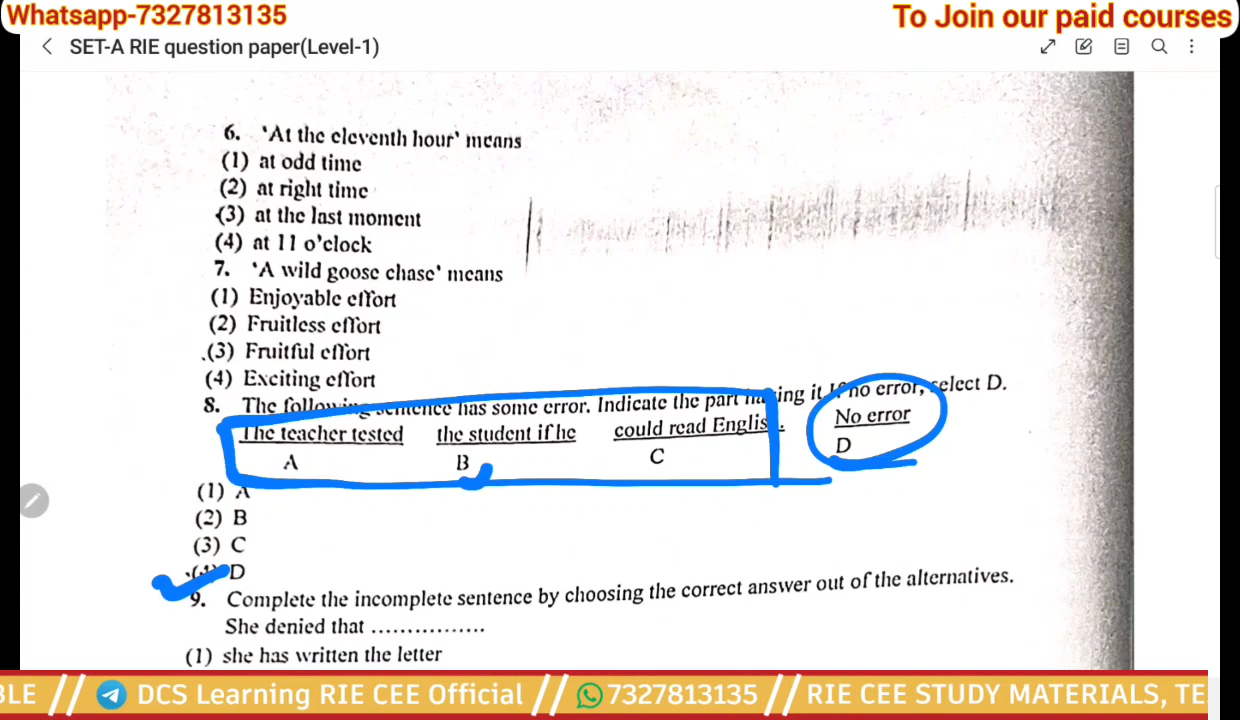 Whatsapp-7327813135
To Join our paid courses
SET-A RIE question paper(Level-1)
6. 'At the eleventh hour' means
(1) at odd time
(2) at right time
(3) at the last moment
(4) at 11 o'clock
7. 'A wild goose chase' means
(1) Enjoyable effort
(2) Fruitless effort
(3) Fruitful effort
(4) Exciting effort
8. The following sentence has some error. Indicate the part having it. If no error, select D.
The teacher tested the student if he could read English. No error
A B C D
(1) A
(2) B
(3) C
(4) D
9. Complete the incomplete sentence by choosing the correct answer out of the alternatives.
She denied that ................
(1) she has written the letter
BLE // DCS Learning RIE CEE Official // 7327813135 // RIE CEE STUDY MATERIALS, TE